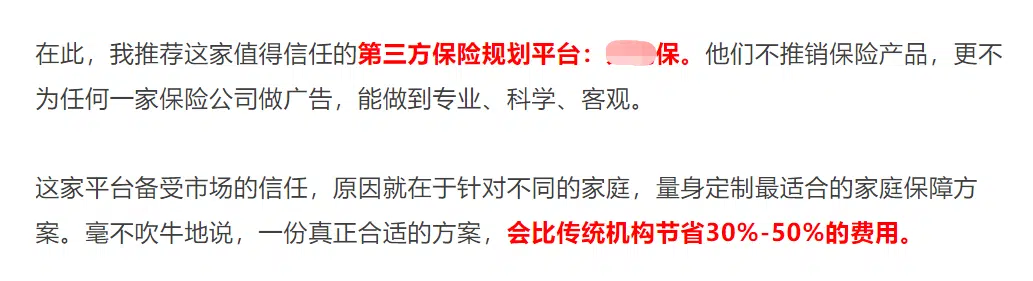 在此，我推荐这家值得信任的第三方保险规划平台：保。他们不推销保险产品，更不
为任何一家保险公司做广告，能做到专业、科学、客观。
这家平台备受市场的信任，原因就在于针对不同的家庭，量身定制最适合的家庭保障方
案。毫不吹牛地说，一份真正合适的方案，会比传统机构节省30%-50%的费用。